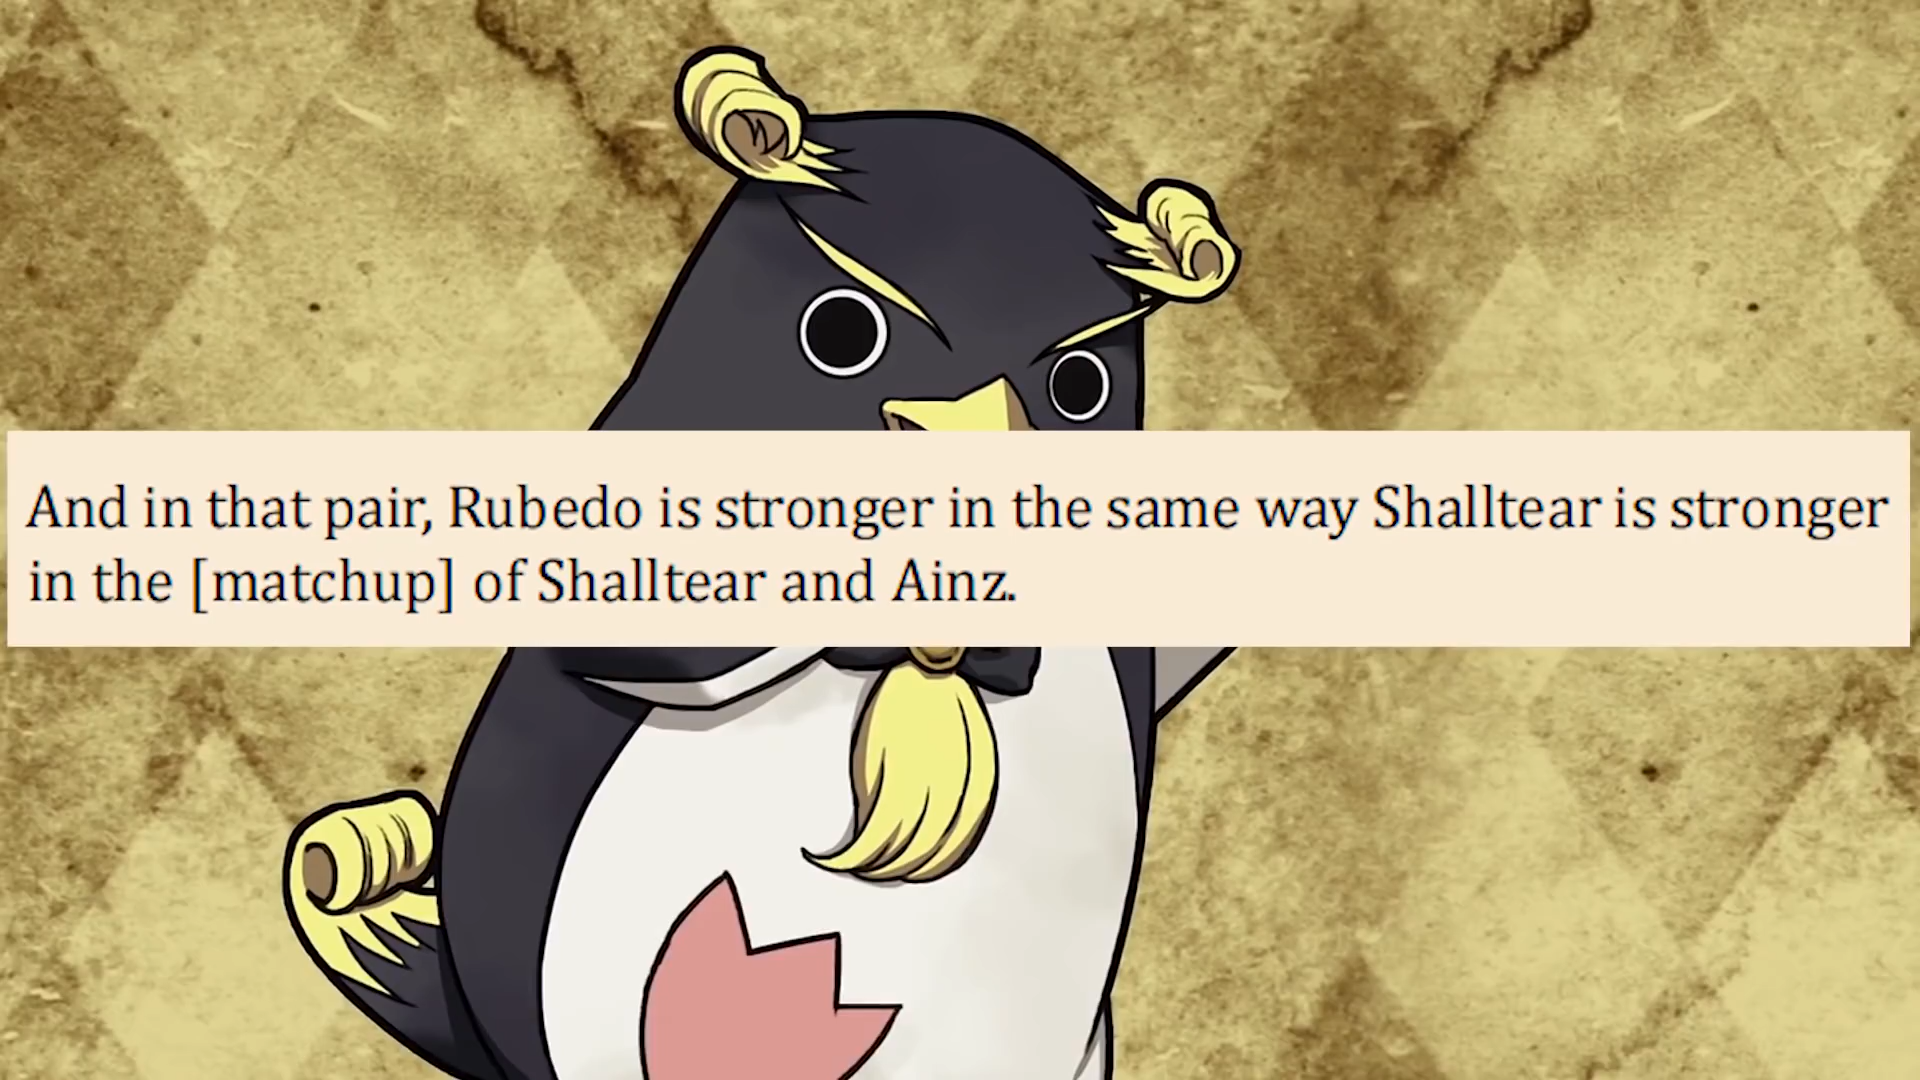 And in that pair, Rubedo is stronger in the same way Shalltear is stronger
in the [matchup] of Shalltear and Ainz.